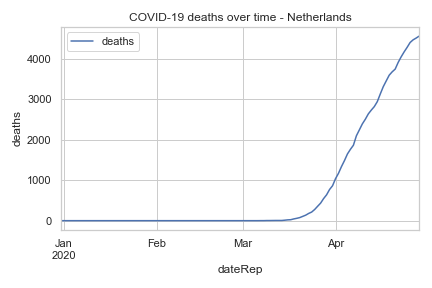 COVID-19 deaths over time - Netherlands
deaths
4000
3000
2000
1000
0
deaths
Jan
2020
Feb
Mar
Apr
dateRep